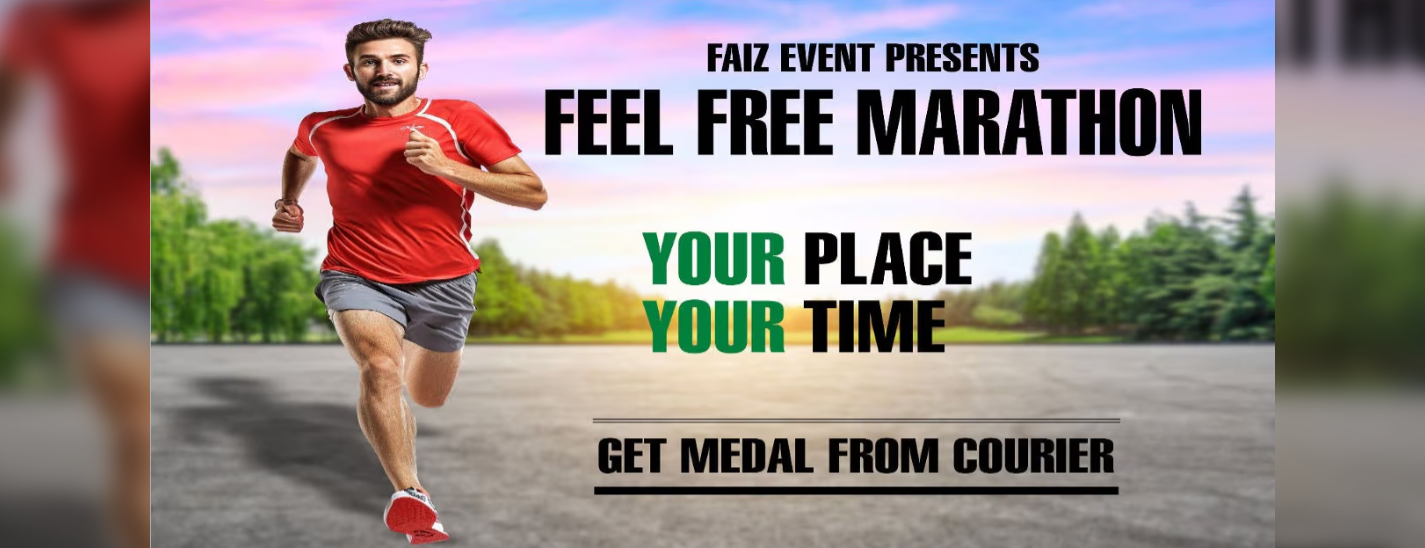 FAIZ EVENT PRESENTS
FEEL FREE MARATHON
YOUR PLACE
YOUR TIME
GET MEDAL FROM COURIER